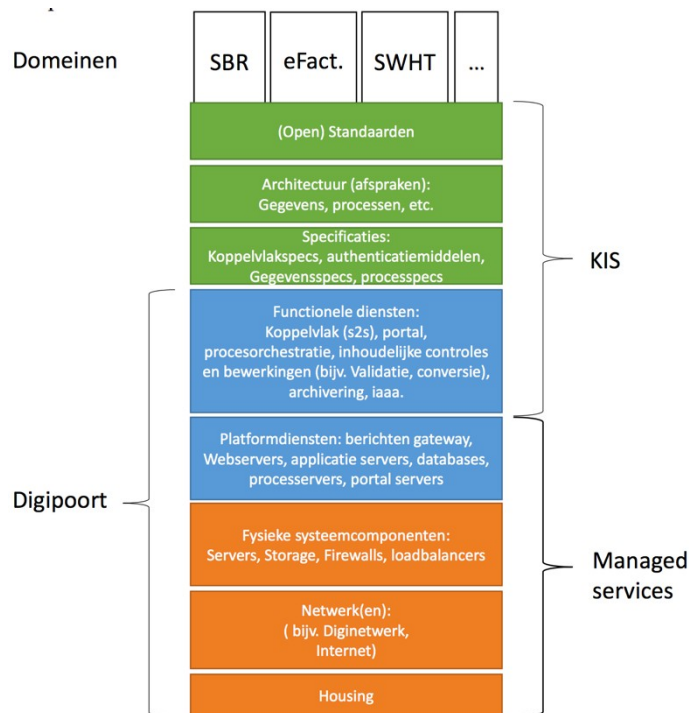 Domeinen
SBR
eFact.
SWHT
...
(Open) Standaarden
Architectuur (afspraken):
Gegevens, processen, etc.
Specificaties:
Koppelvlakspecs, authenticatiemiddelen,
Gegevensspecs, processpecs
KIS
Functionele diensten:
Koppelvlak (s2s), portal,
procesorchestratie, inhoudelijke controles
en bewerkingen (bijv. Validatie, conversie),
archivering, iaaa.
Platformdiensten: berichten gateway,
Webservers, applicatie servers, databases,
processervers, portal servers
Digipoort
Fysieke systeemcomponenten:
Servers, Storage, Firewalls, loadbalancers
Managed
services
Netwerk(en):
( bijv. Diginetwerk,
Internet)
Housing